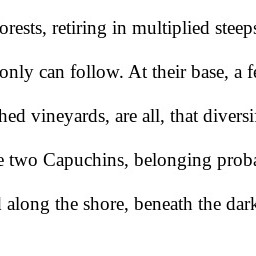 orests, retiring in multiplied steeps
only can follow. At their base, a fe
hed vineyards, are all, that diversi
e two Capuchins, belonging proba
l along the shore, beneath the dark